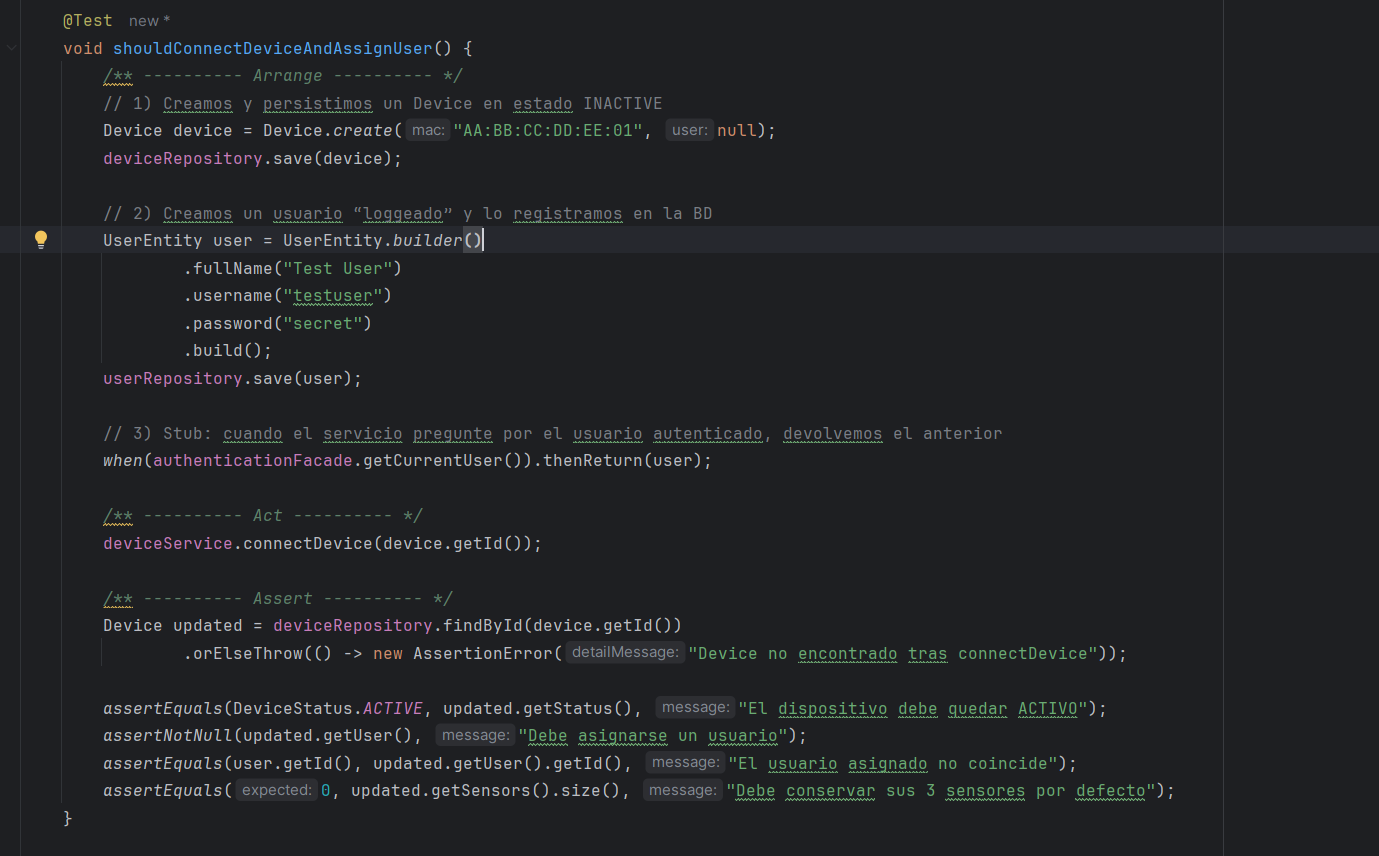 @Test new *
void shouldConnectDeviceAndAssignUser() {
/** ---------- Arrange ---------- */
// 1) Creamos y persistimos un Device en estado INACTIVE
Device device = Device.create( mac: "AA:BB:CC:DD:EE:01", user: null);
deviceRepository.save(device);
// 2) Creamos un usuario “loggeado” y lo registramos en la BD
UserEntity user = UserEntity.builder()
.fullName("Test User")
.username("testuser")
.password("secret")
.build();
userRepository.save(user);
// 3) Stub: cuando el servicio pregunte por el usuario autenticado, devolvemos el anterior
when(authenticationFacade.getCurrentUser()).thenReturn(user);
/** ---------- Act ---------- */
deviceService.connectDevice(device.getId());
/** ---------- Assert ---------- */
Device updated = deviceRepository.findById(device.getId())
.orElseThrow(() -> new AssertionError( detailMessage: "Device no encontrado tras connectDevice"));
assertEquals(DeviceStatus.ACTIVE, updated.getStatus(), message: "El dispositivo debe quedar ACTIVO");
assertNotNull(updated.getUser(), message: "Debe asignarse un usuario");
assertEquals(user.getId(), updated.getUser().getId(), message: "El usuario asignado no coincide");
assertEquals( expected: 0, updated.getSensors().size(), message: "Debe conservar sus 3 sensores por defecto");
}